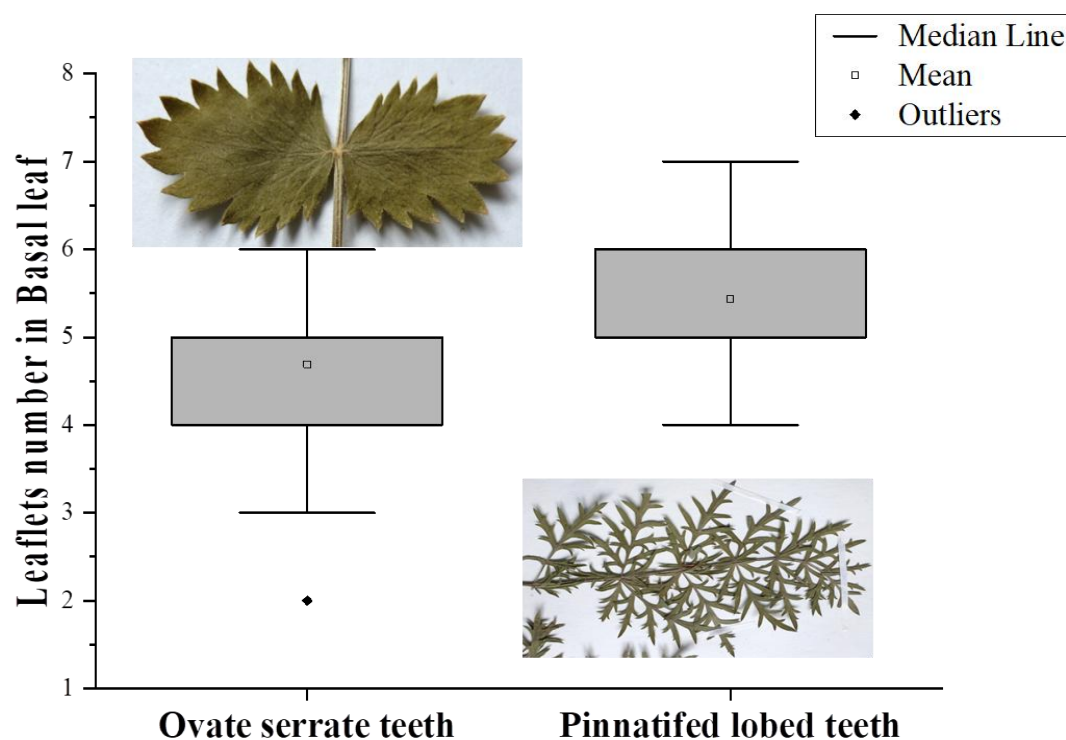 Median Line
Mean
Outliers
Leaflets number in Basal leaf
8
7
6
5
4
3
2
1
Ovate serrate teeth
Pinnatifed lobed teeth